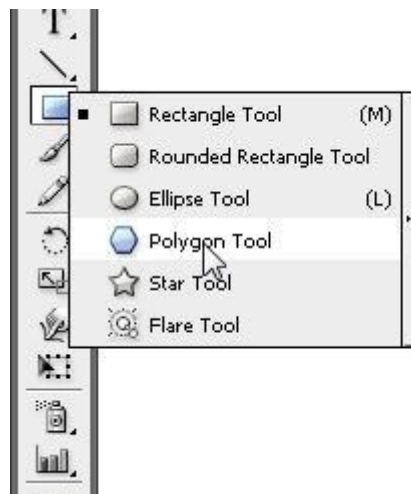 T
Rectangle Tool (M)
Rounded Rectangle Tool
Ellipse Tool (L)
Polygon Tool
Star Tool
Flare Tool